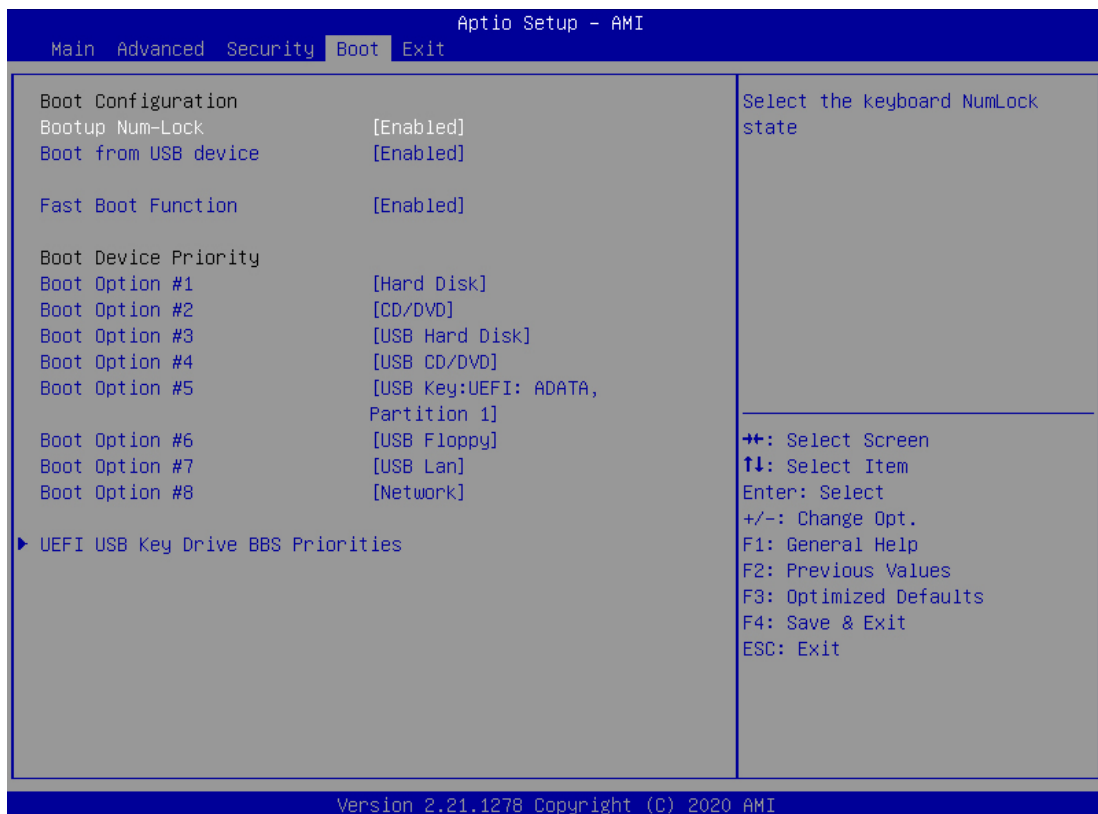 Aptio Setup - AMI
Main Advanced Security Boot Exit
Boot Configuration
Bootup Num-Lock [Enabled]
Boot from USB device [Enabled]
Fast Boot Function [Enabled]
Boot Device Priority
Boot Option #1 [Hard Disk]
Boot Option #2 [CD/DVD]
Boot Option #3 [USB Hard Disk]
Boot Option #4 [USB CD/DVD]
Boot Option #5 [USB Key:UEFI: ADATA,
Partition 1]
Boot Option #6 [USB Floppy]
Boot Option #7 [USB Lan]
Boot Option #8 [Network]
UEFI USB Key Drive BBS Priorities
Select the keyboard NumLock
state
→←: Select Screen
↑↓: Select Item
Enter: Select
+/-: Change Opt.
F1: General Help
F2: Previous Values
F3: Optimized Defaults
F4: Save & Exit
ESC: Exit
Version 2.21.1278 Copyright (C) 2020 AMI